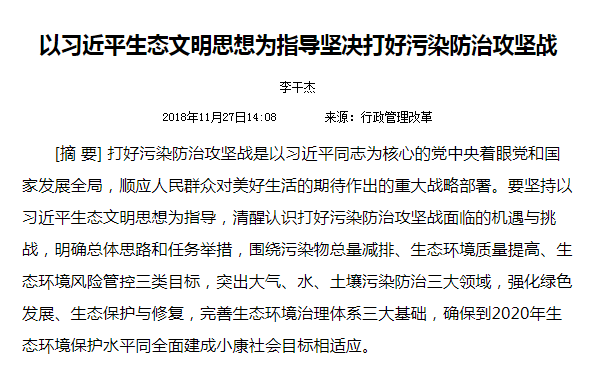 以习近平生态文明思想为指导坚决打好污染防治攻坚战
李干杰
2018年11月27日14:08 来源：行政管理改革
[摘 要] 打好污染防治攻坚战是以习近平同志为核心的党中央着眼党和国
家发展全局，顺应人民群众对美好生活的期待作出的重大战略部署。要坚持以
习近平生态文明思想为指导，清醒认识打好污染防治攻坚战面临的机遇与挑
战，明确总体思路和任务举措，围绕污染物总量减排、生态环境质量提高、生
态环境风险管控三类目标，突出大气、水、土壤污染防治三大领域，强化绿色
发展、生态保护与修复，完善生态环境治理体系三大基础，确保到2020年生
态环境保护水平同全面建成小康社会目标相适应。